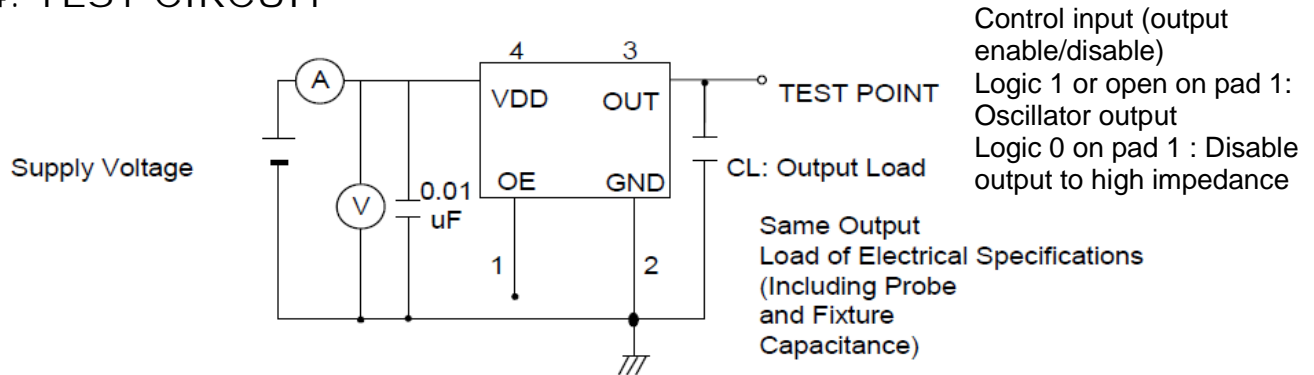 4. TEST CIRCUIT
Control input (output
enable/disable)
Logic 1 or open on pad 1:
Oscillator output
Logic 0 on pad 1 : Disable
output to high impedance
A
4
3
VDD
OUT
TEST POINT
Supply Voltage
V
0.01
uF
OE
GND
CL: Output Load
1
2
Same Output
Load of Electrical Specifications
(Including Probe
and Fixture
Capacitance)